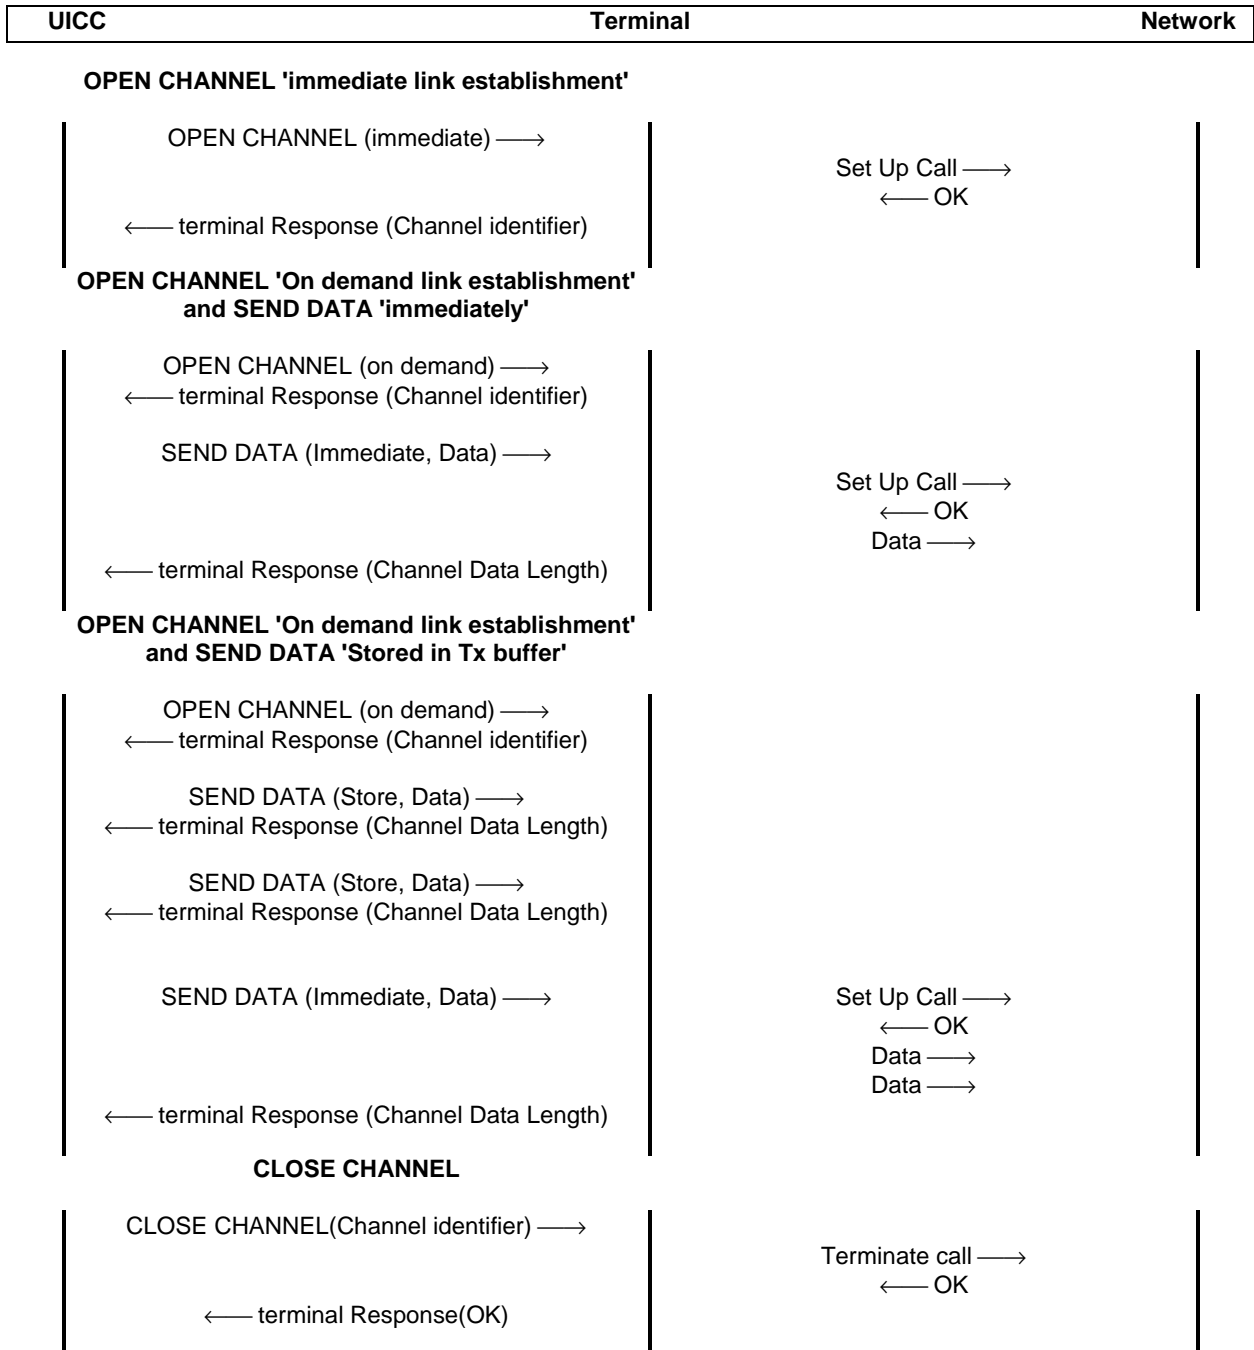 UICC Terminal Network
OPEN CHANNEL 'immediate link establishment'
OPEN CHANNEL (immediate) ⟶
Set Up Call ⟶
⟵ OK
⟵ terminal Response (Channel identifier)
OPEN CHANNEL 'On demand link establishment'
and SEND DATA 'immediately'
OPEN CHANNEL (on demand) ⟶
⟵ terminal Response (Channel identifier)
SEND DATA (Immediate, Data) ⟶
Set Up Call ⟶
⟵ OK
Data ⟶
⟵ terminal Response (Channel Data Length)
OPEN CHANNEL 'On demand link establishment'
and SEND DATA 'Stored in Tx buffer'
OPEN CHANNEL (on demand) ⟶
⟵ terminal Response (Channel identifier)
SEND DATA (Store, Data) ⟶
⟵ terminal Response (Channel Data Length)
SEND DATA (Store, Data) ⟶
⟵ terminal Response (Channel Data Length)
SEND DATA (Immediate, Data) ⟶ Set Up Call ⟶
⟵ OK
Data ⟶
Data ⟶
⟵ terminal Response (Channel Data Length)
CLOSE CHANNEL
CLOSE CHANNEL(Channel identifier) ⟶
Terminate call ⟶
⟵ OK
⟵ terminal Response(OK)